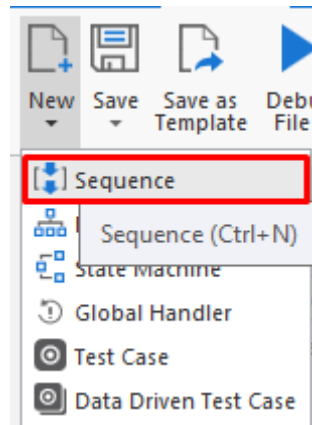 New Save Save as Debu
Template File
Sequence
Sequence (Ctrl+N)
State Machine
Global Handler
Test Case
Data Driven Test Case